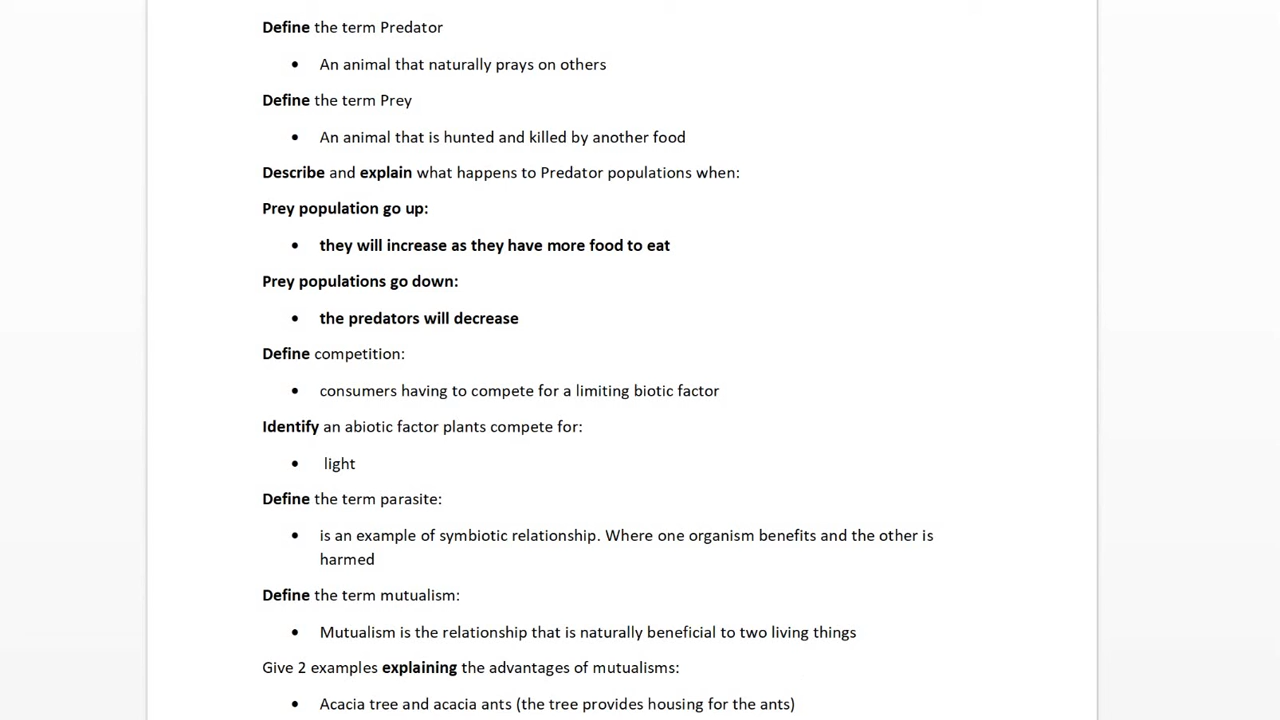 Define the term Predator
• An animal that naturally prays on others
Define the term Prey
• An animal that is hunted and killed by another food
Describe and explain what happens to Predator populations when:
Prey population go up:
• they will increase as they have more food to eat
Prey populations go down:
• the predators will decrease
Define competition:
• consumers having to compete for a limiting biotic factor
Identify an abiotic factor plants compete for:
• light
Define the term parasite:
• is an example of symbiotic relationship. Where one organism benefits and the other is
harmed
Define the term mutualism:
• Mutualism is the relationship that is naturally beneficial to two living things
Give 2 examples explaining the advantages of mutualisms:
• Acacia tree and acacia ants (the tree provides housing for the ants)